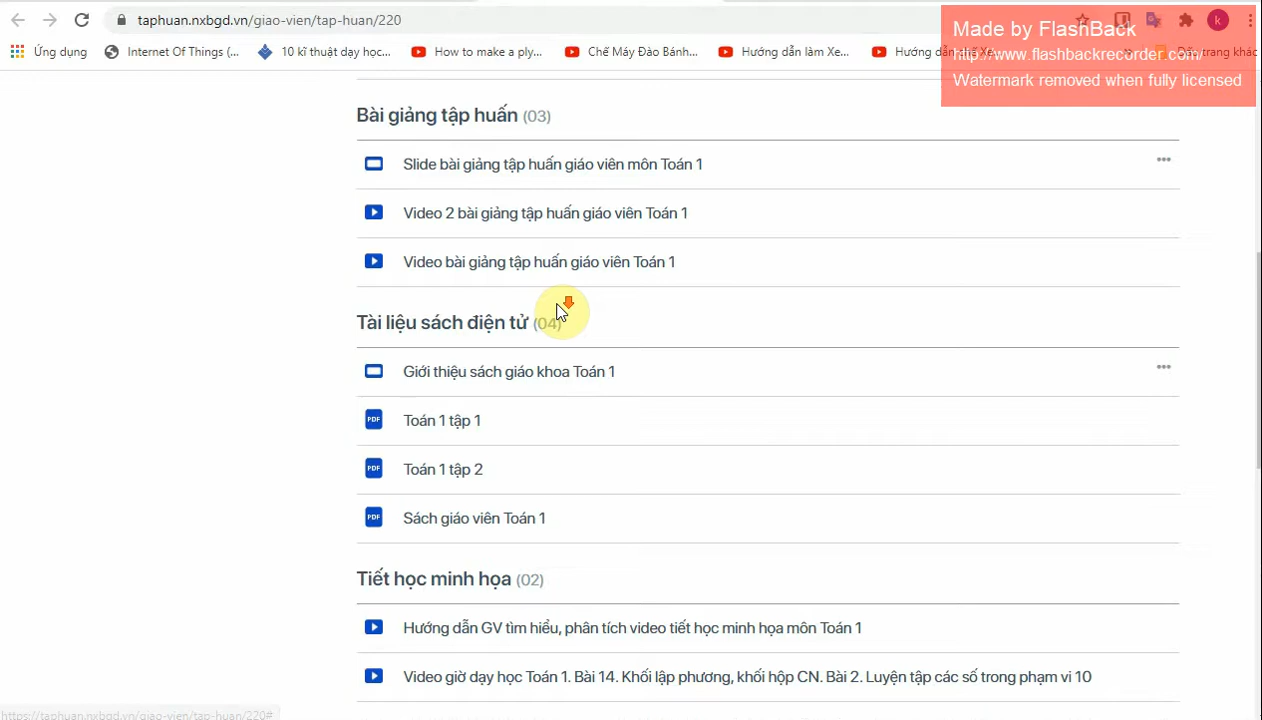 taphuan.nxbgd.vn/giao-vien/tap-huan/220
k
Made by FlashBack
http://www.flashbackrecorder.com/
Watermark removed when fully licensed
Ứng dụng
Internet Of Things (...
10 kĩ thuật dạy học...
How to make a ply...
Chế Máy Đào Bánh...
Hướng dẫn làm Xe...
Hướng dẫn
Bài giảng tập huấn (03)
Slide bài giảng tập huấn giáo viên môn Toán 1
Video 2 bài giảng tập huấn giáo viên Toán 1
Video bài giảng tập huấn giáo viên Toán 1
Tài liệu sách điện tử (04)
Giới thiệu sách giáo khoa Toán 1
PDF Toán 1 tập 1
PDF Toán 1 tập 2
PDF Sách giáo viên Toán 1
Tiết học minh họa (02)
Hướng dẫn GV tìm hiểu, phân tích video tiết học minh họa môn Toán 1
Video giờ dạy học Toán 1. Bài 14. Khối lập phương, khối hộp CN. Bài 2. Luyện tập các số trong phạm vi 10
https://taphuan.nxbgd.vn/giao-vien/tap-huan/220#